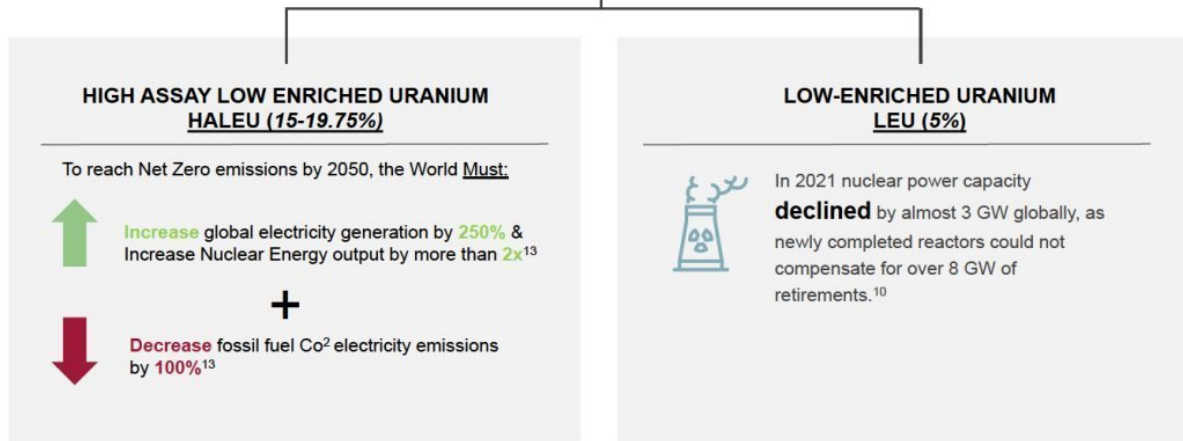 HIGH ASSAY LOW ENRICHED URANIUM
HALEU (15-19.75%)
To reach Net Zero emissions by 2050, the World Must:
Increase global electricity generation by 250% &
Increase Nuclear Energy output by more than 2x¹³
+
Decrease fossil fuel Co² electricity emissions
by 100%¹³
LOW-ENRICHED URANIUM
LEU (5%)
In 2021 nuclear power capacity
declined by almost 3 GW globally, as
newly completed reactors could not
compensate for over 8 GW of
retirements.¹⁰